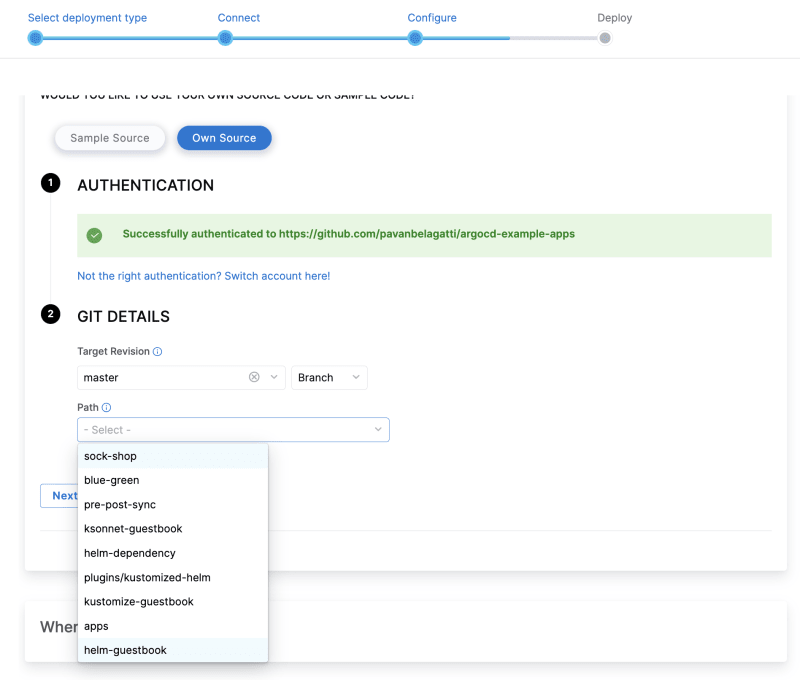 Select deployment type
Connect
Configure
Deploy
WOULD YOU LIKE TO USE YOUR OWN SOURCE CODE OR SAMPLE CODE?
Sample Source
Own Source
1
AUTHENTICATION
Successfully authenticated to https://github.com/pavanbelagatti/argocd-example-apps
Not the right authentication? Switch account here!
2
GIT DETAILS
Target Revision
master
Branch
Path
- Select -
sock-shop
blue-green
pre-post-sync
ksonnet-guestbook
helm-dependency
plugins/kustomized-helm
kustomize-guestbook
apps
helm-guestbook
Next